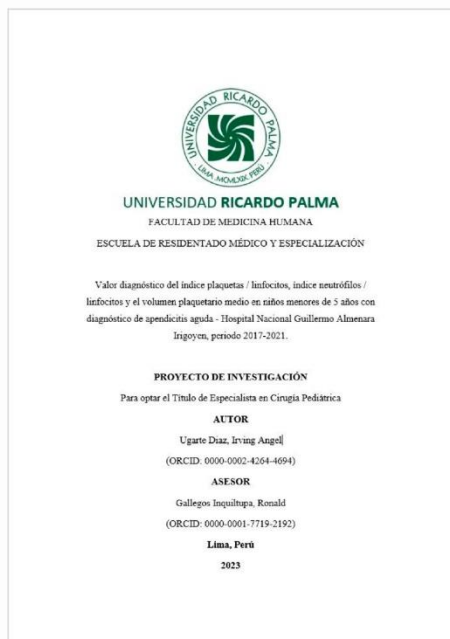 UNIVERSIDAD RICARDO PALMA
LIMA, MCMLXIX, PERÚ
UNIVERSIDAD RICARDO PALMA
FACULTAD DE MEDICINA HUMANA
ESCUELA DE RESIDENTADO MÉDICO Y ESPECIALIZACIÓN
Valor diagnóstico del índice plaquetas / linfocitos, índice neutrófilos /
linfocitos y el volumen plaquetario medio en niños menores de 5 años con
diagnóstico de apendicitis aguda - Hospital Nacional Guillermo Almenara
Irigoyen, periodo 2017-2021.
PROYECTO DE INVESTIGACIÓN
Para optar el Título de Especialista en Cirugía Pediátrica
AUTOR
Ugarte Diaz, Irving Angel
(ORCID: 0000-0002-4264-4694)
ASESOR
Gallegos Inquiltupa, Ronald
(ORCID: 0000-0001-7719-2192)
Lima, Perú
2023